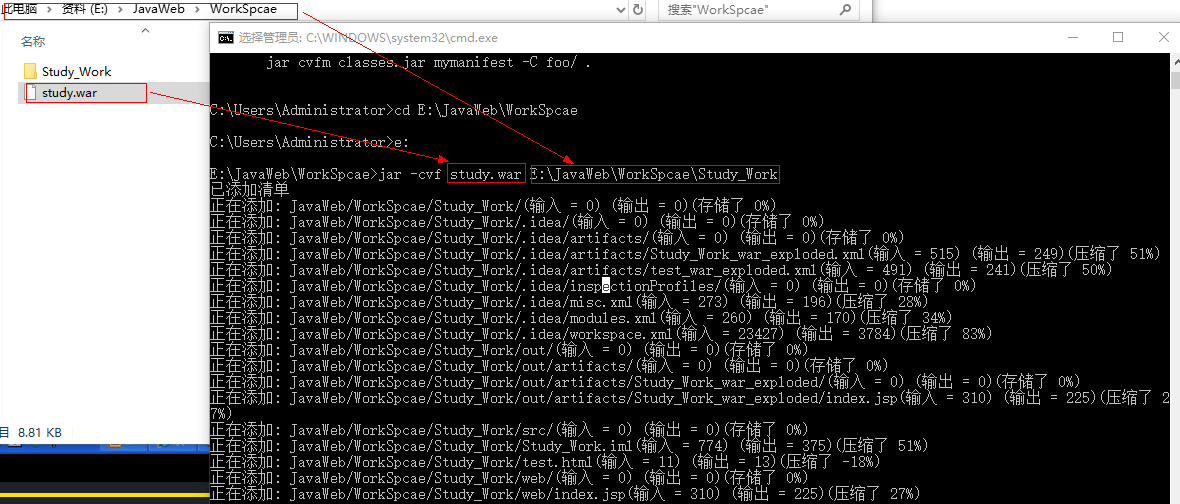 此电脑 > 资料 (E:) > JavaWeb > WorkSpcae
搜索"WorkSpcae"
名称
Study_Work
study.war
8.81 KB
选择管理员: C:\WINDOWS\system32\cmd.exe
jar cvfm classes.jar mymanifest -C foo/ .
C:\Users\Administrator>cd E:\JavaWeb\WorkSpcae
C:\Users\Administrator>e:
E:\JavaWeb\WorkSpcae>jar -cvf study.war E:\JavaWeb\WorkSpcae\Study_Work
已添加清单
正在添加: JavaWeb/WorkSpcae/Study_Work/(输入 = 0) (输出 = 0)(存储了 0%)
正在添加: JavaWeb/WorkSpcae/Study_Work/.idea/(输入 = 0) (输出 = 0)(存储了 0%)
正在添加: JavaWeb/WorkSpcae/Study_Work/.idea/artifacts/(输入 = 0) (输出 = 0)(存储了 0%)
正在添加: JavaWeb/WorkSpcae/Study_Work/.idea/artifacts/Study_Work_war_exploded.xml(输入 = 515) (输出 = 249)(压缩了 51%)
正在添加: JavaWeb/WorkSpcae/Study_Work/.idea/artifacts/test_war_exploded.xml(输入 = 491) (输出 = 241)(压缩了 50%)
正在添加: JavaWeb/WorkSpcae/Study_Work/.idea/inspectionProfiles/(输入 = 0) (输出 = 0)(存储了 0%)
正在添加: JavaWeb/WorkSpcae/Study_Work/.idea/misc.xml(输入 = 273) (输出 = 196)(压缩了 28%)
正在添加: JavaWeb/WorkSpcae/Study_Work/.idea/modules.xml(输入 = 260) (输出 = 170)(压缩了 34%)
正在添加: JavaWeb/WorkSpcae/Study_Work/.idea/workspace.xml(输入 = 23427) (输出 = 3784)(压缩了 83%)
正在添加: JavaWeb/WorkSpcae/Study_Work/out/(输入 = 0) (输出 = 0)(存储了 0%)
正在添加: JavaWeb/WorkSpcae/Study_Work/out/artifacts/(输入 = 0) (输出 = 0)(存储了 0%)
正在添加: JavaWeb/WorkSpcae/Study_Work/out/artifacts/Study_Work_war_exploded/(输入 = 0) (输出 = 0)(存储了 0%)
正在添加: JavaWeb/WorkSpcae/Study_Work/out/artifacts/Study_Work_war_exploded/index.jsp(输入 = 310) (输出 = 225)(压缩了 2
7%)
正在添加: JavaWeb/WorkSpcae/Study_Work/src/(输入 = 0) (输出 = 0)(存储了 0%)
正在添加: JavaWeb/WorkSpcae/Study_Work/Study_Work.iml(输入 = 774) (输出 = 375)(压缩了 51%)
正在添加: JavaWeb/WorkSpcae/Study_Work/test.html(输入 = 11) (输出 = 13)(压缩了 -18%)
正在添加: JavaWeb/WorkSpcae/Study_Work/web/(输入 = 0) (输出 = 0)(存储了 0%)
正在添加: JavaWeb/WorkSpcae/Study_Work/web/index.jsp(输入 = 310) (输出 = 225)(压缩了 27%)